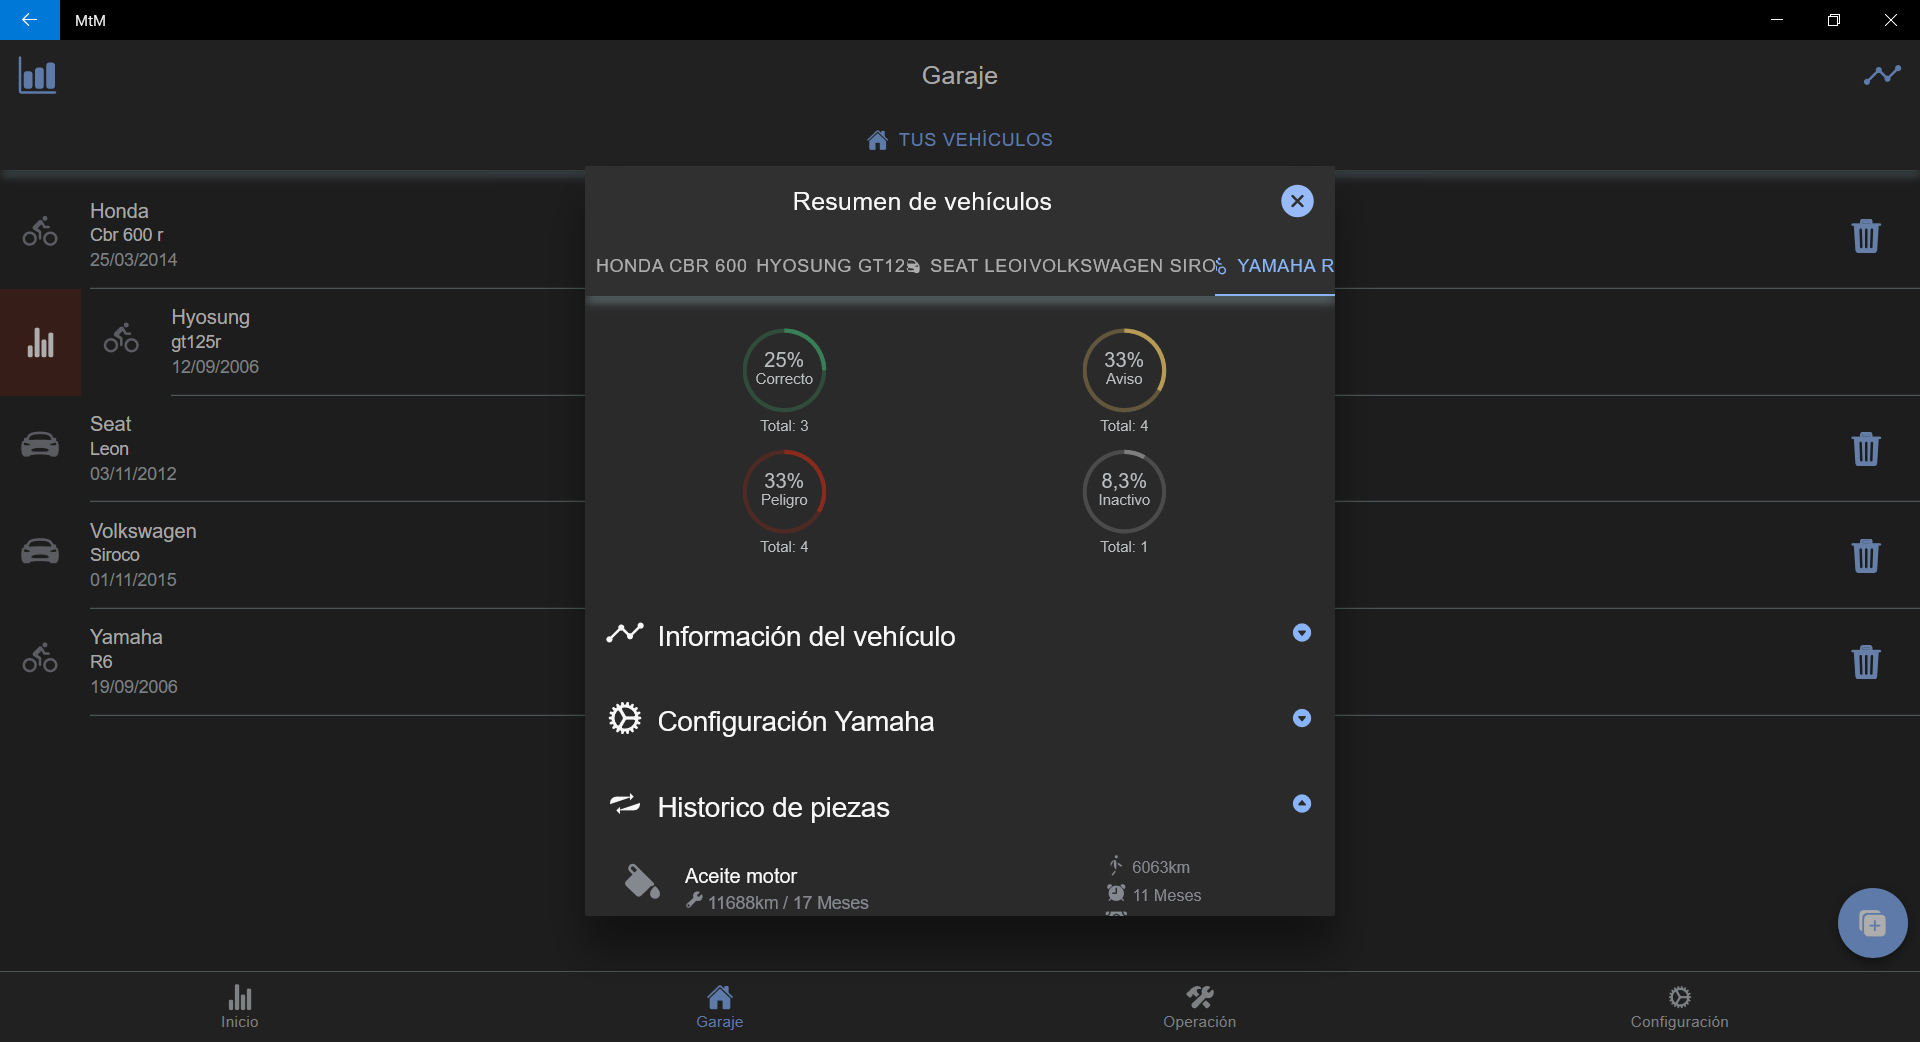 MtM
Garaje
TUS VEHÍCULOS
Honda
Cbr 600 r
25/03/2014
Hyosung
gt125r
12/09/2006
Seat
Leon
03/11/2012
Volkswagen
Siroco
01/11/2015
Yamaha
R6
19/09/2006
Resumen de vehículos
HONDA CBR 600 HYOSUNG GT12 SEAT LEO VOLKSWAGEN SIRO YAMAHA R
25%
Correcto
Total: 3
33%
Aviso
Total: 4
33%
Peligro
Total: 4
8,3%
Inactivo
Total: 1
Información del vehículo
Configuración Yamaha
Historico de piezas
Aceite motor
11688km / 17 Meses
6063km
11 Meses
Inicio
Garaje
Operación
Configuración